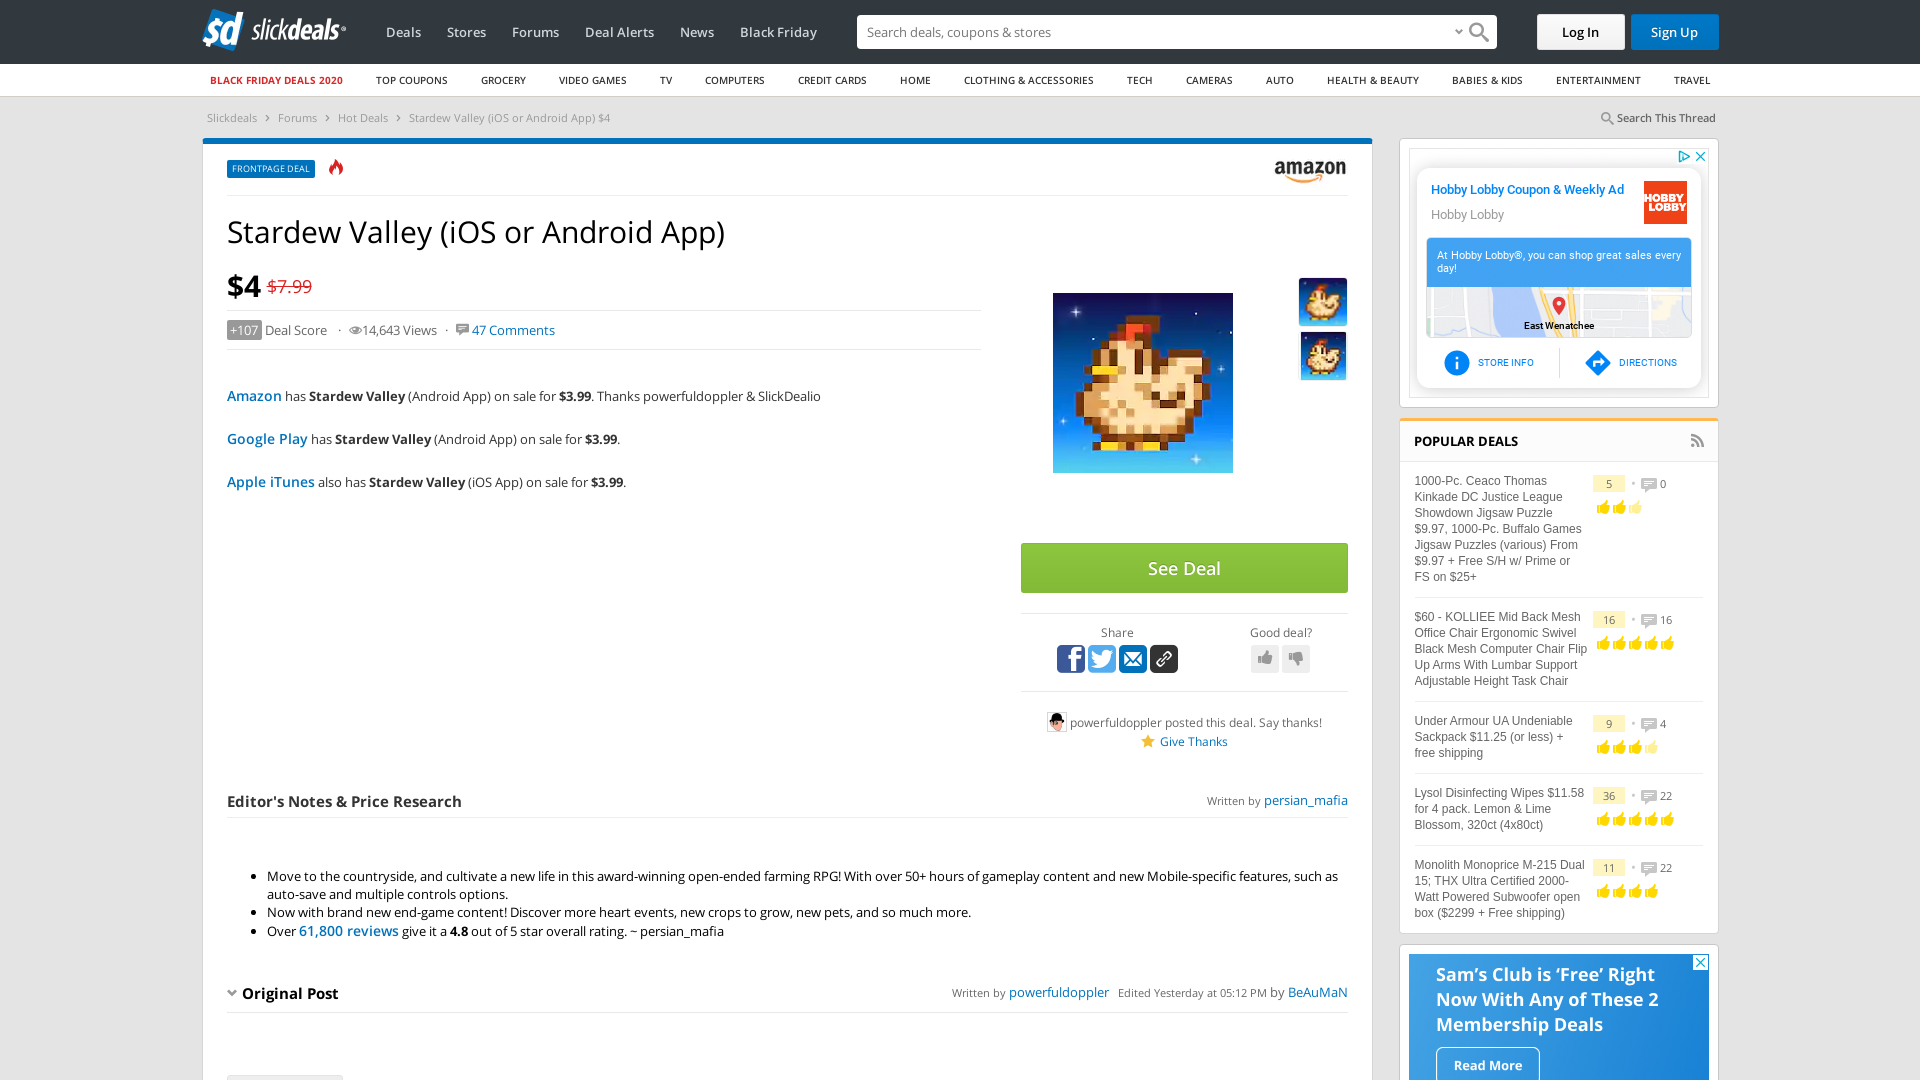 $d slickdeals
Deals Stores Forums Deal Alerts News Black Friday
Search deals, coupons & shopping
Log In Sign Up
BLACK FRIDAY DEALS 2020 TOP COUPONS GROCERY VIDEO GAMES TV COMPUTERS CREDIT CARDS HOME CLOTHING & ACCESSORIES TECH CAMERAS AUTO HEALTH & BEAUTY BABIES & KIDS ENTERTAINMENT TRAVEL
Slickdeals Forums Hot Deals Stardew Valley (iOS or Android App) $4
Search This Thread
FRONTPAGE DEAL
amazon
Stardew Valley (iOS or Android App)
$4 $7.99
+107 Deal Score · 14,643 Views · 47 Comments
Amazon has Stardew Valley (Android App) on sale for $3.99. Thanks powerfuldoppler & SlickDealio
Google Play has Stardew Valley (Android App) on sale for $3.99.
Apple iTunes also has Stardew Valley (iOS App) on sale for $3.99.
See Deal
Share Good deal?
powerfuldoppler posted this deal. Say thanks!
Give Thanks
Editor's Notes & Price Research
Written by persian_mafia
• Move to the countryside, and cultivate a new life in this award-winning open-ended farming RPG! With over 50+ hours of gameplay content and new Mobile-specific features, such as
auto-save and multiple controls options.
• Now with brand new end-game content! Discover more heart events, new crops to grow, new pets, and so much more.
• Over 61,800 reviews give it a 4.8 out of 5 star overall rating. ~ persian_mafia
Original Post
Written by powerfuldoppler Edited Yesterday at 05:12 PM by BeAuMaN
Hobby Lobby Coupon & Weekly Ad
Hobby Lobby
HOBBY
LOBBY
At Hobby Lobby®, you can shop great sales every
day!
East Wenatchee
STORE INFO DIRECTIONS
POPULAR DEALS
1000-Pc. Ceaco Thomas
Kinkade DC Justice League
Showdown Jigsaw Puzzle
$9.97, 1000-Pc. Buffalo Games
Jigsaw Puzzles (various) From
$9.97 + Free S/H w/ Prime or
FS on $25+
5 • 0
$60 - KOLLIEE Mid Back Mesh
Office Chair Ergonomic Swivel
Black Mesh Computer Chair Flip
Up Arms With Lumbar Support
Adjustable Height Task Chair
16 • 16
Under Armour UA Undeniable
Sackpack $11.25 (or less) +
free shipping
9 • 4
Lysol Disinfecting Wipes $11.58
for 4 pack. Lemon & Lime
Blossom, 320ct (4x80ct)
36 • 22
Monolith Monoprice M-215 Dual
15; THX Ultra Certified 2000-
Watt Powered Subwoofer open
box ($2299 + Free shipping)
11 • 22
Sam's Club is ‘Free’ Right
Now With Any of These 2
Membership Deals
Read More